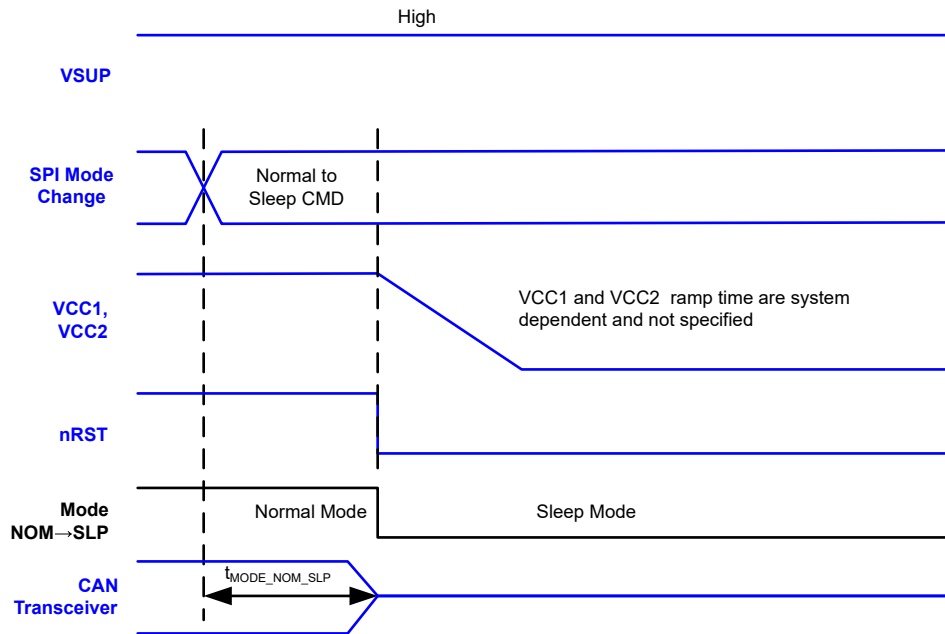 High
VSUP
SPI Mode
Change
Normal to
Sleep CMD
VCC1,
VCC2
VCC1 and VCC2 ramp time are system
dependent and not specified
nRST
Mode
NOM→SLP
Normal Mode
Sleep Mode
CAN
Transceiver
tMODE_NOM_SLP